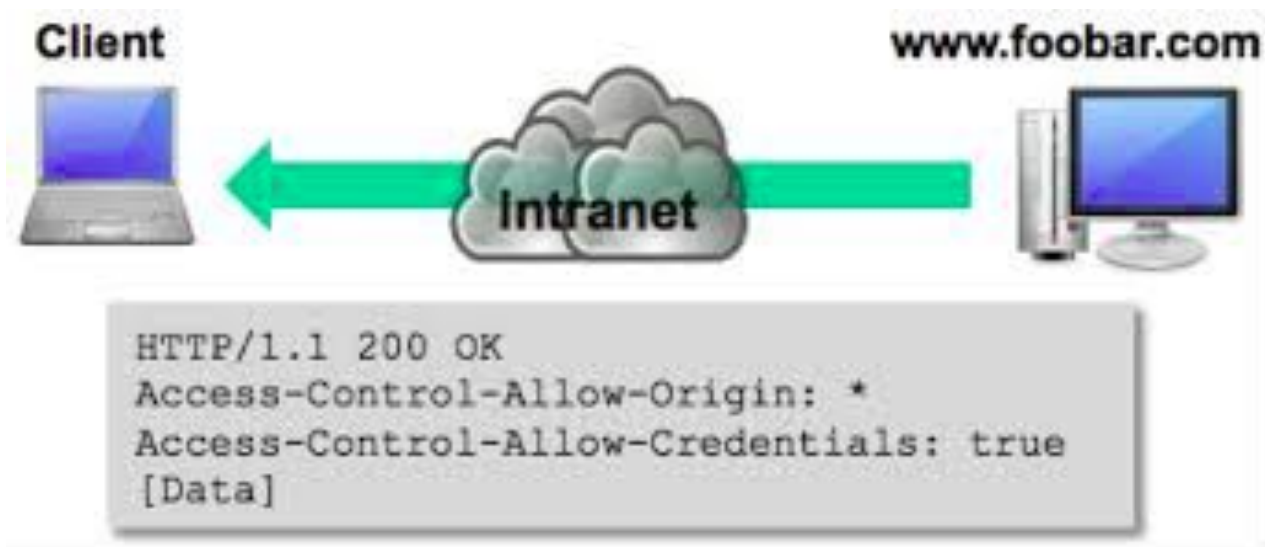 Client
www.foobar.com
Intranet
HTTP/1.1 200 OK
Access-Control-Allow-Origin: *
Access-Control-Allow-Credentials: true
[Data]